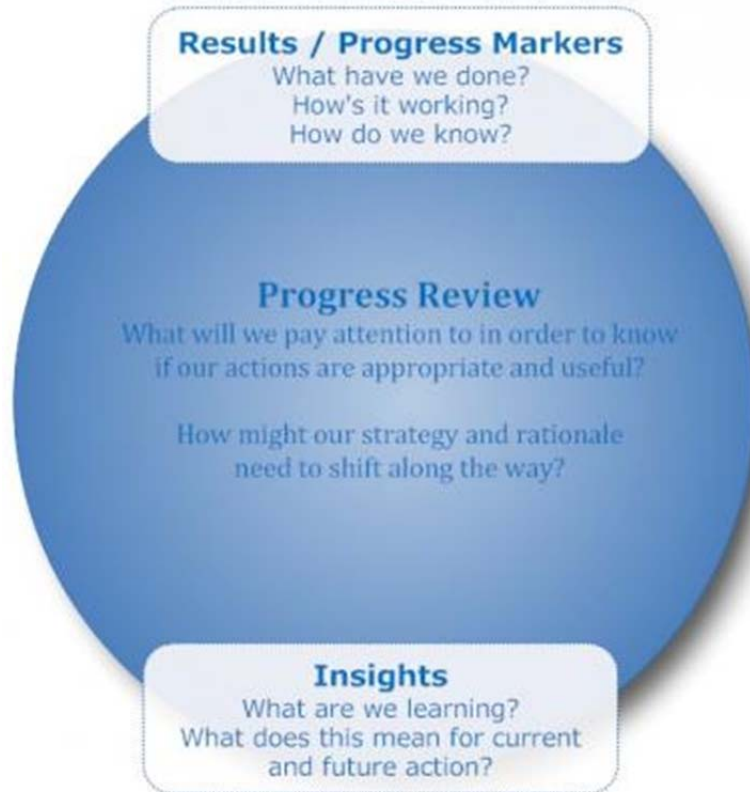 Results / Progress Markers
What have we done?
How's it working?
How do we know?
Progress Review
What will we pay attention to in order to know
if our actions are appropriate and useful?
How might our strategy and rationale
need to shift along the way?
Insights
What are we learning?
What does this mean for current
and future action?